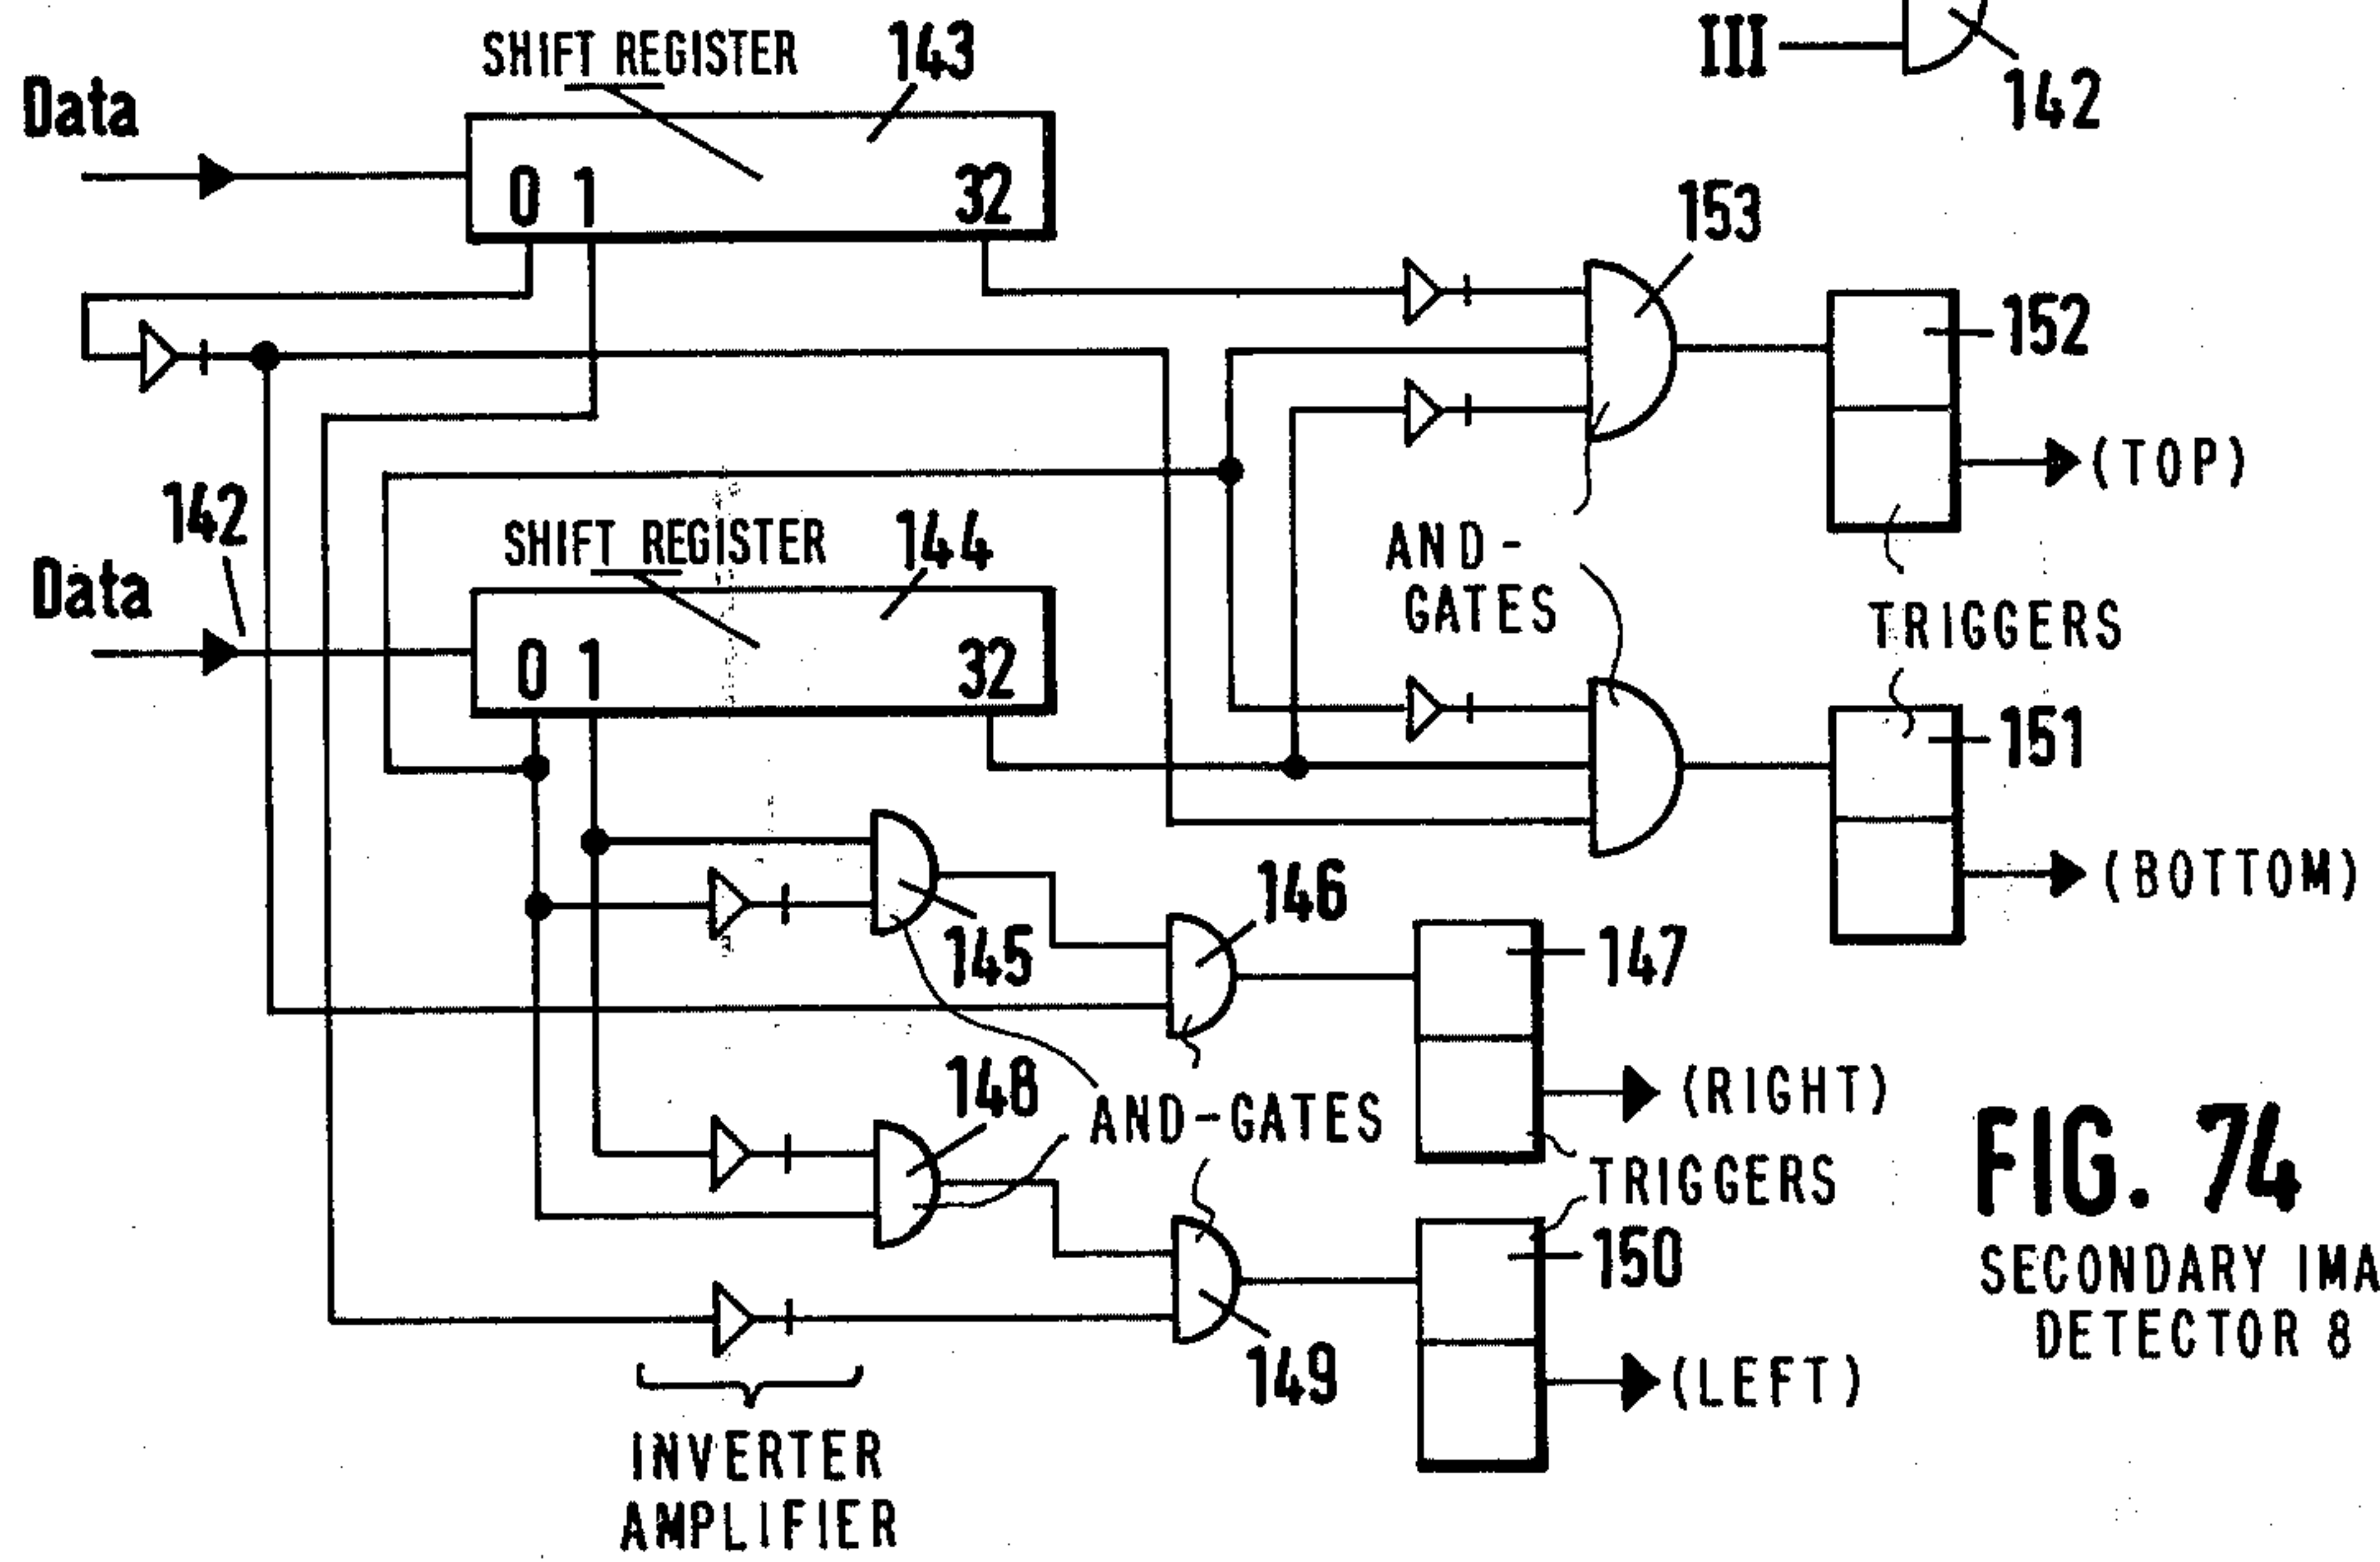 III
142
SHIFT REGISTER
143
Data
0 1 32
153
152
(TOP)
142
Data
SHIFT REGISTER
144
0 1 32
AND-
GATES
TRIGGERS
151
(BOTTOM)
145
146
147
(RIGHT)
148
AND-GATES
TRIGGERS
150
149
(LEFT)
INVERTER
AMPLIFIER
FIG. 74
SECONDARY IMA
DETECTOR 8